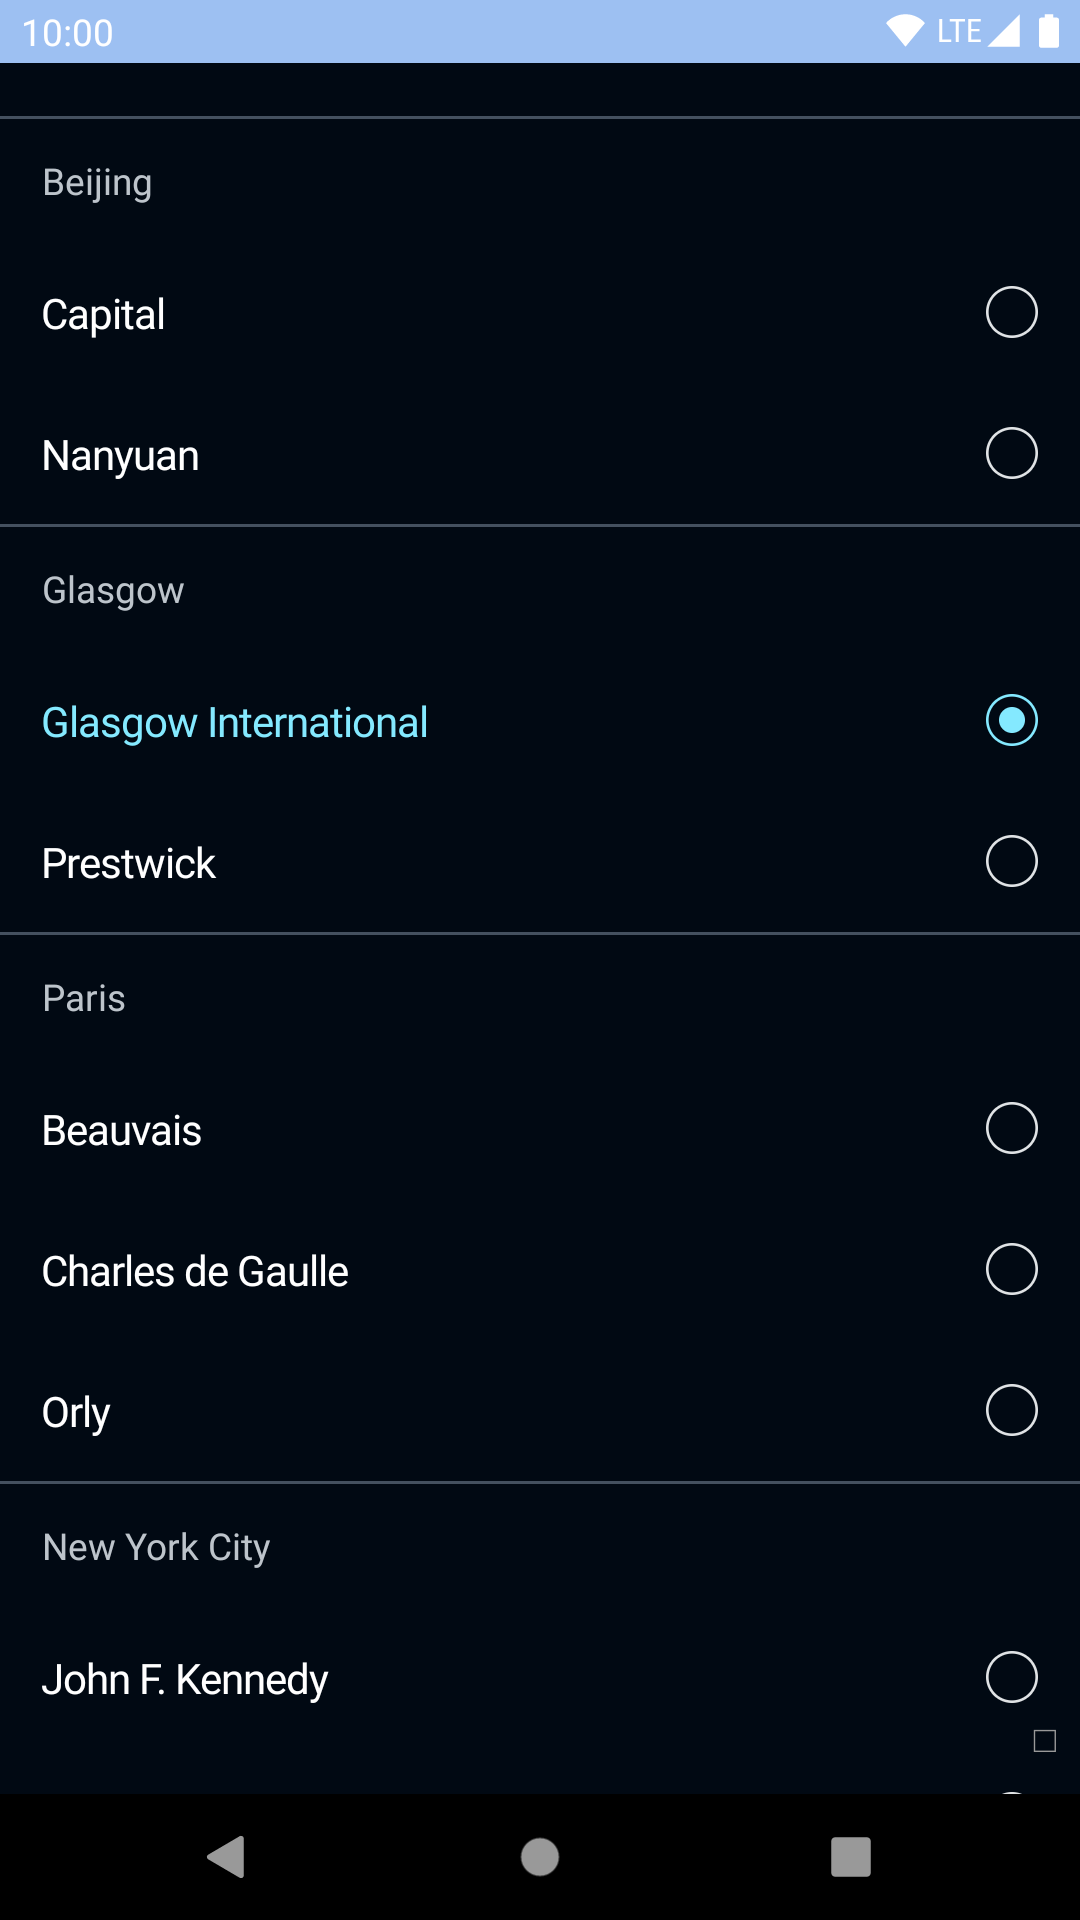 10:00
LTE
Beijing
Capital
Nanyuan
Glasgow
Glasgow International
Prestwick
Paris
Beauvais
Charles de Gaulle
Orly
New York City
John F. Kennedy